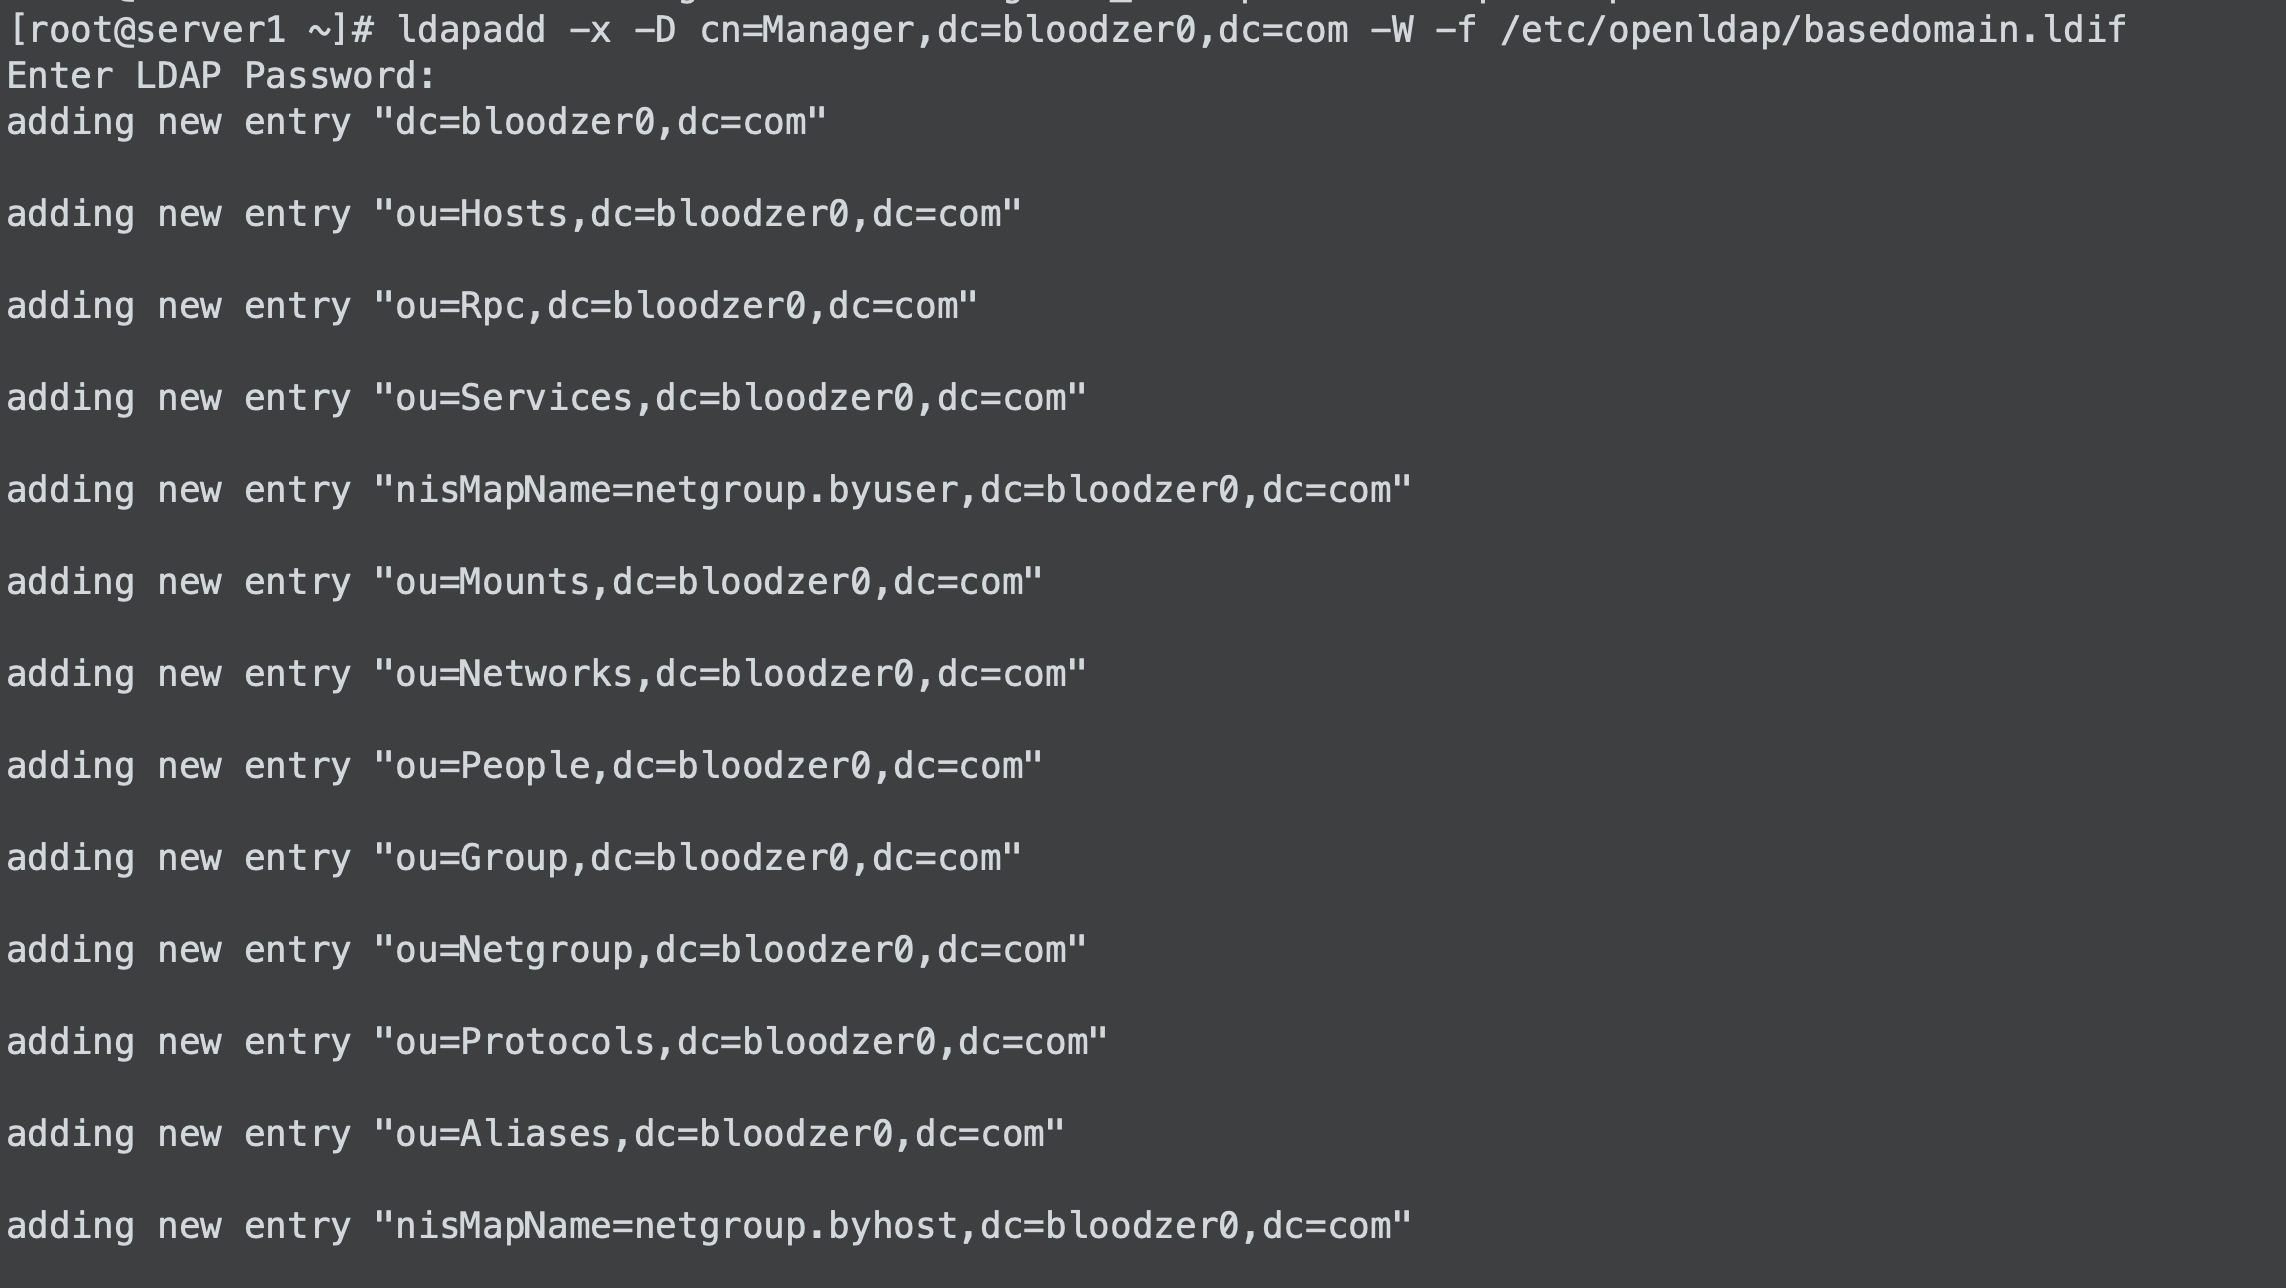 [root@server1 ~]# ldapadd -x -D cn=Manager,dc=bloodzer0,dc=com -W -f /etc/openldap/basedomain.ldif
Enter LDAP Password:
adding new entry "dc=bloodzer0,dc=com"
adding new entry "ou=Hosts,dc=bloodzer0,dc=com"
adding new entry "ou=Rpc,dc=bloodzer0,dc=com"
adding new entry "ou=Services,dc=bloodzer0,dc=com"
adding new entry "nisMapName=netgroup.byuser,dc=bloodzer0,dc=com"
adding new entry "ou=Mounts,dc=bloodzer0,dc=com"
adding new entry "ou=Networks,dc=bloodzer0,dc=com"
adding new entry "ou=People,dc=bloodzer0,dc=com"
adding new entry "ou=Group,dc=bloodzer0,dc=com"
adding new entry "ou=Netgroup,dc=bloodzer0,dc=com"
adding new entry "ou=Protocols,dc=bloodzer0,dc=com"
adding new entry "ou=Aliases,dc=bloodzer0,dc=com"
adding new entry "nisMapName=netgroup.byhost,dc=bloodzer0,dc=com"